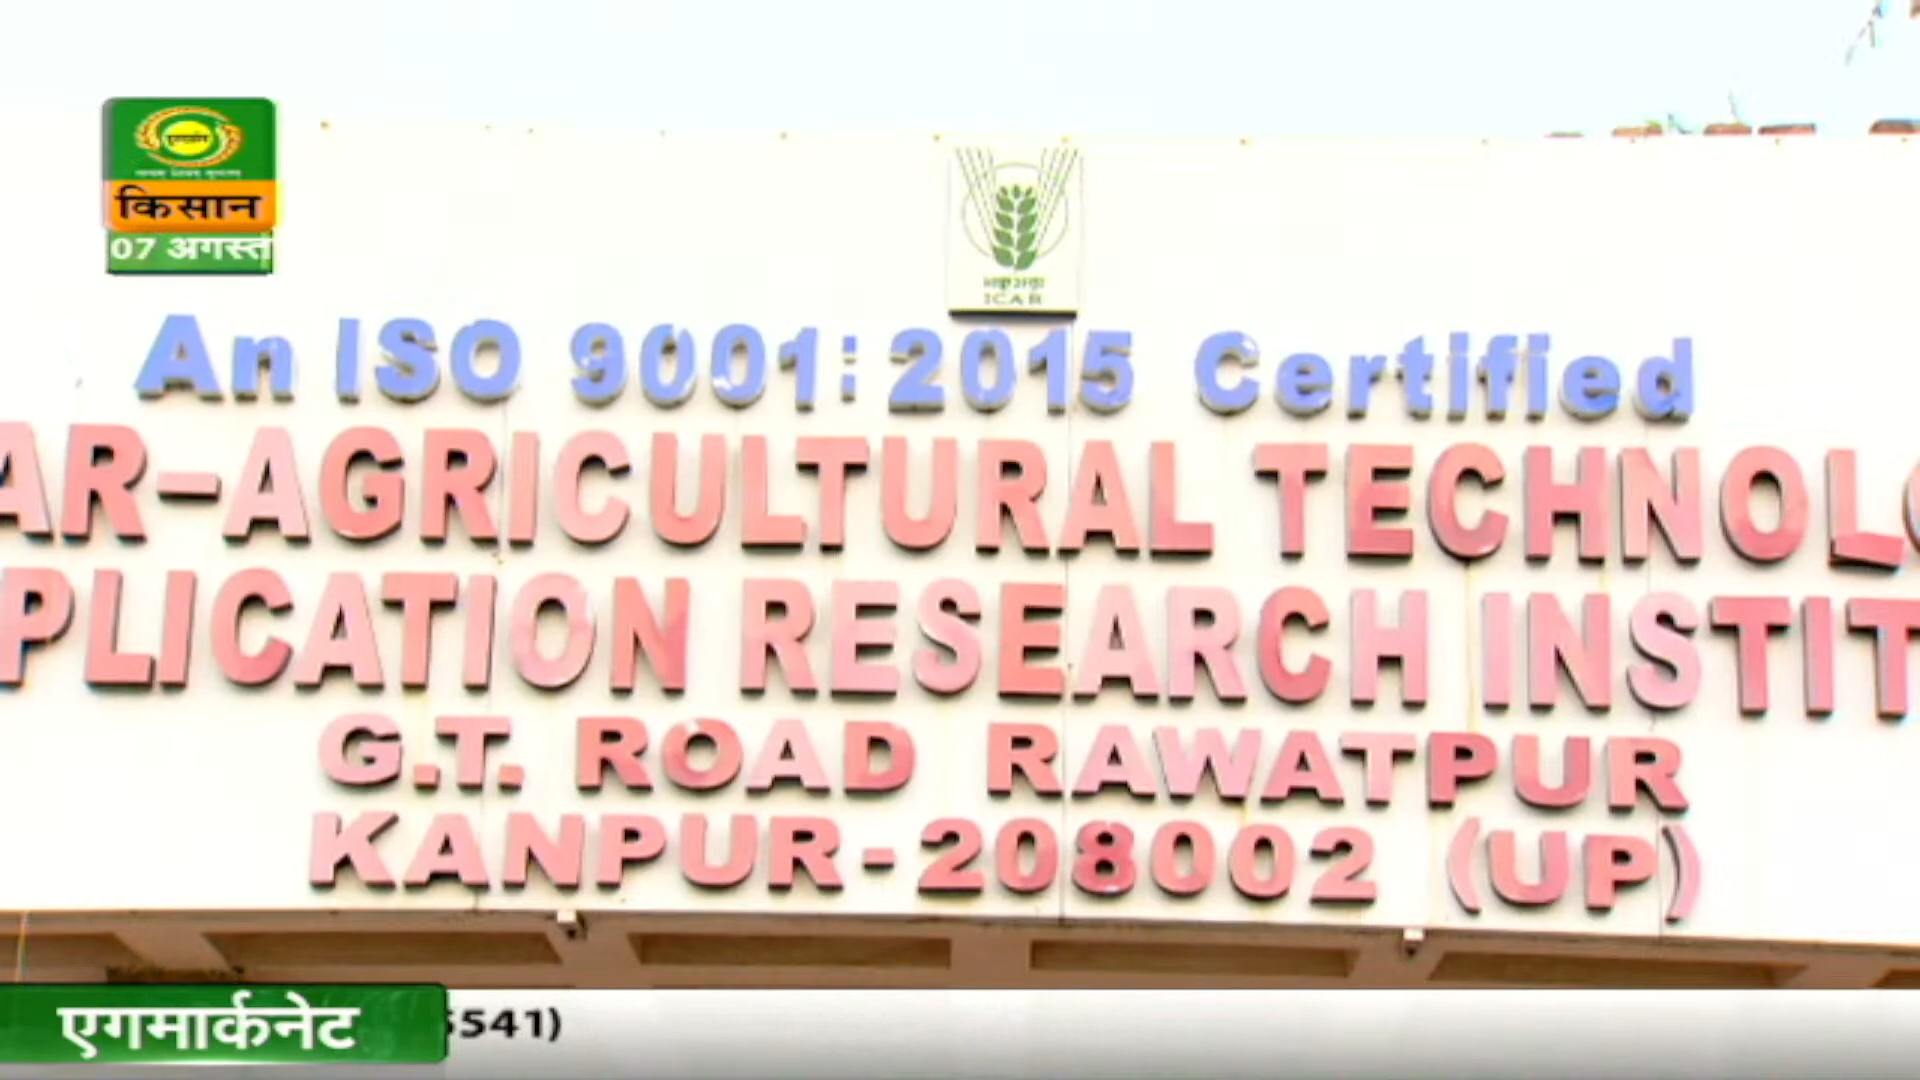 किसान
07 अगस्त
ICAR
An ISO 9001:2015 Certified
AR-AGRICULTURAL TECHNOLO
PLICATION RESEARCH INSTIT
G.T. ROAD RAWATPUR
KANPUR-208002 (UP)
एगमार्कनेट
5541)